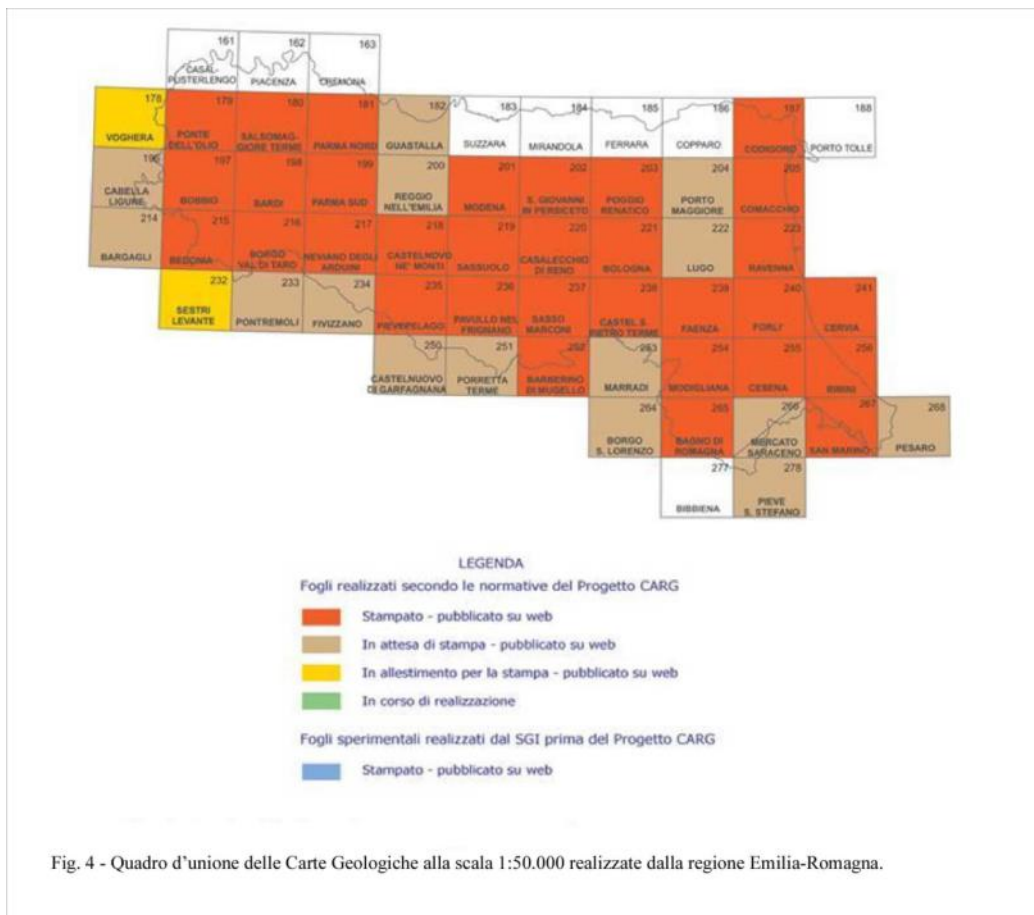 161 162 163
CASAL-
PUSTERLENGO PIACENZA CREMONA
178 179 180 181 182 183 184 185 186 187 188
VOGHERA PONTE
DELL'OLIO SALSOMAG-
GIORE TERME PARMA NORD GUASTALLA SUZZARA MIRANDOLA FERRARA COPPARO CODIGORO PORTO TOLLE
196 197 198 199 200 201 202 203 204 205
CABELLA
LIGURE BOBBIO BARDI PARMA SUD REGGIO
NELL'EMILIA MODENA S. GIOVANNI
IN PERSICETO POGGIO
RENATICO PORTO
MAGGIORE COMACCHIO
214 215 216 217 218 219 220 221 222 223
BARGAGLI BEDONIA BORGO
VAL DI TARO NEVIANO DEGLI
ARDUINI CASTELNOVO
NE' MONTI SASSUOLO CASALECCHIO
DI RENO BOLOGNA LUGO RAVENNA
232 233 234 235 236 237 238 239 240 241
SESTRI
LEVANTE PONTREMOLI FIVIZZANO PIEVEPELAGO PAVULLO NEL
FRIGNANO SASSO
MARCONI CASTEL S.
PIETRO TERME FAENZA FORLI' CERVIA
250 251 252 253 254 255 256
CASTELNUOVO
DI GARFAGNANA PORRETTA
TERME BARBERINO
DI MUGELLO MARRADI MODIGLIANA CESENA RIMINI
264 265 266 267 268
BORGO
S. LORENZO BAGNO DI
ROMAGNA MERCATO
SARACENO SAN MARINO PESARO
277 278
BIBBIENA PIEVE
S. STEFANO
LEGENDA
Fogli realizzati secondo le normative del Progetto CARG
Stampato - pubblicato su web
In attesa di stampa - pubblicato su web
In allestimento per la stampa - pubblicato su web
In corso di realizzazione
Fogli sperimentali realizzati dal SGI prima del Progetto CARG
Stampato - pubblicato su web
Fig. 4 - Quadro d'unione delle Carte Geologiche alla scala 1:50.000 realizzate dalla regione Emilia-Romagna.